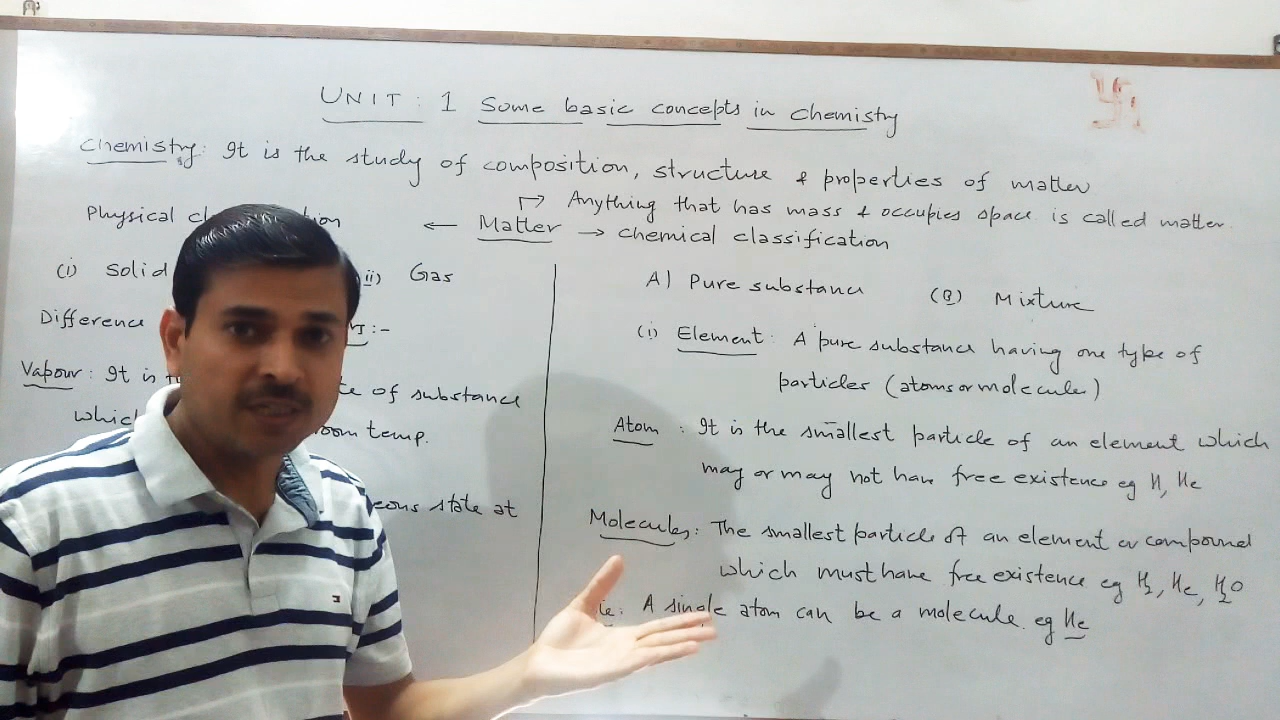 UNIT : 1 Some basic concepts in chemistry
Chemistry: It is the study of composition, structure & properties of matter
Anything that has mass & occupies space is called matter.
Physical ← Matter → chemical classification
(i) Solid Gas
Difference :-
Vapour : It is of substance
which room temp.
state at
A) Pure substance (B) Mixture
(i) Element : A pure substance having one type of
particles (atoms or molecule)
Atom : It is the smallest particle of an element which
may or may not have free existence eg H, He
Molecules : The smallest particle of an element or compound
which must have free existence eg H2, He, H2O
A single atom can be a molecule. eg He